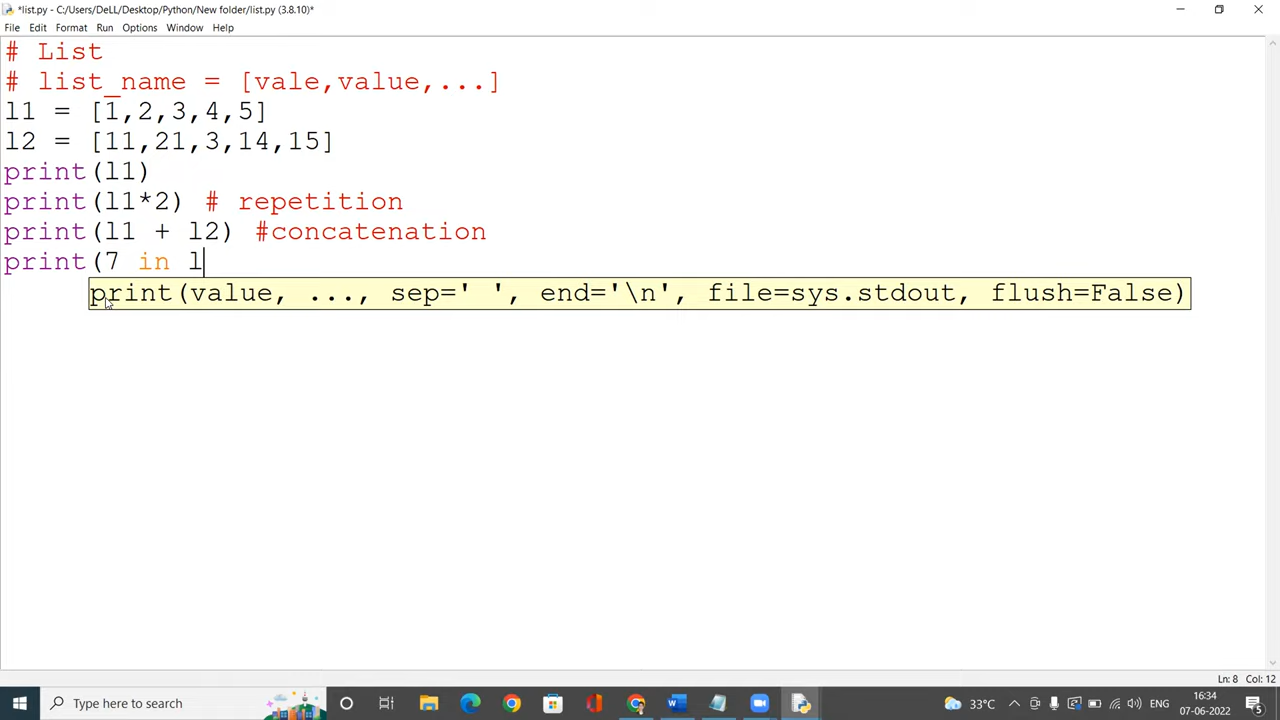 *list.py - C:/Users/DeLL/Desktop/Python/New folder/list.py (3.8.10)*
File Edit Format Run Options Window Help
# List
# list_name = [vale,value,...]
l1 = [1,2,3,4,5]
l2 = [11,21,3,14,15]
print(l1)
print(l1*2) # repetition
print(l1 + l2) #concatenation
print(7 in l
print(value, ..., sep=' ', end='\n', file=sys.stdout, flush=False)
Ln: 8 Col: 12
Type here to search
33°C
ENG
16:34
07-06-2022